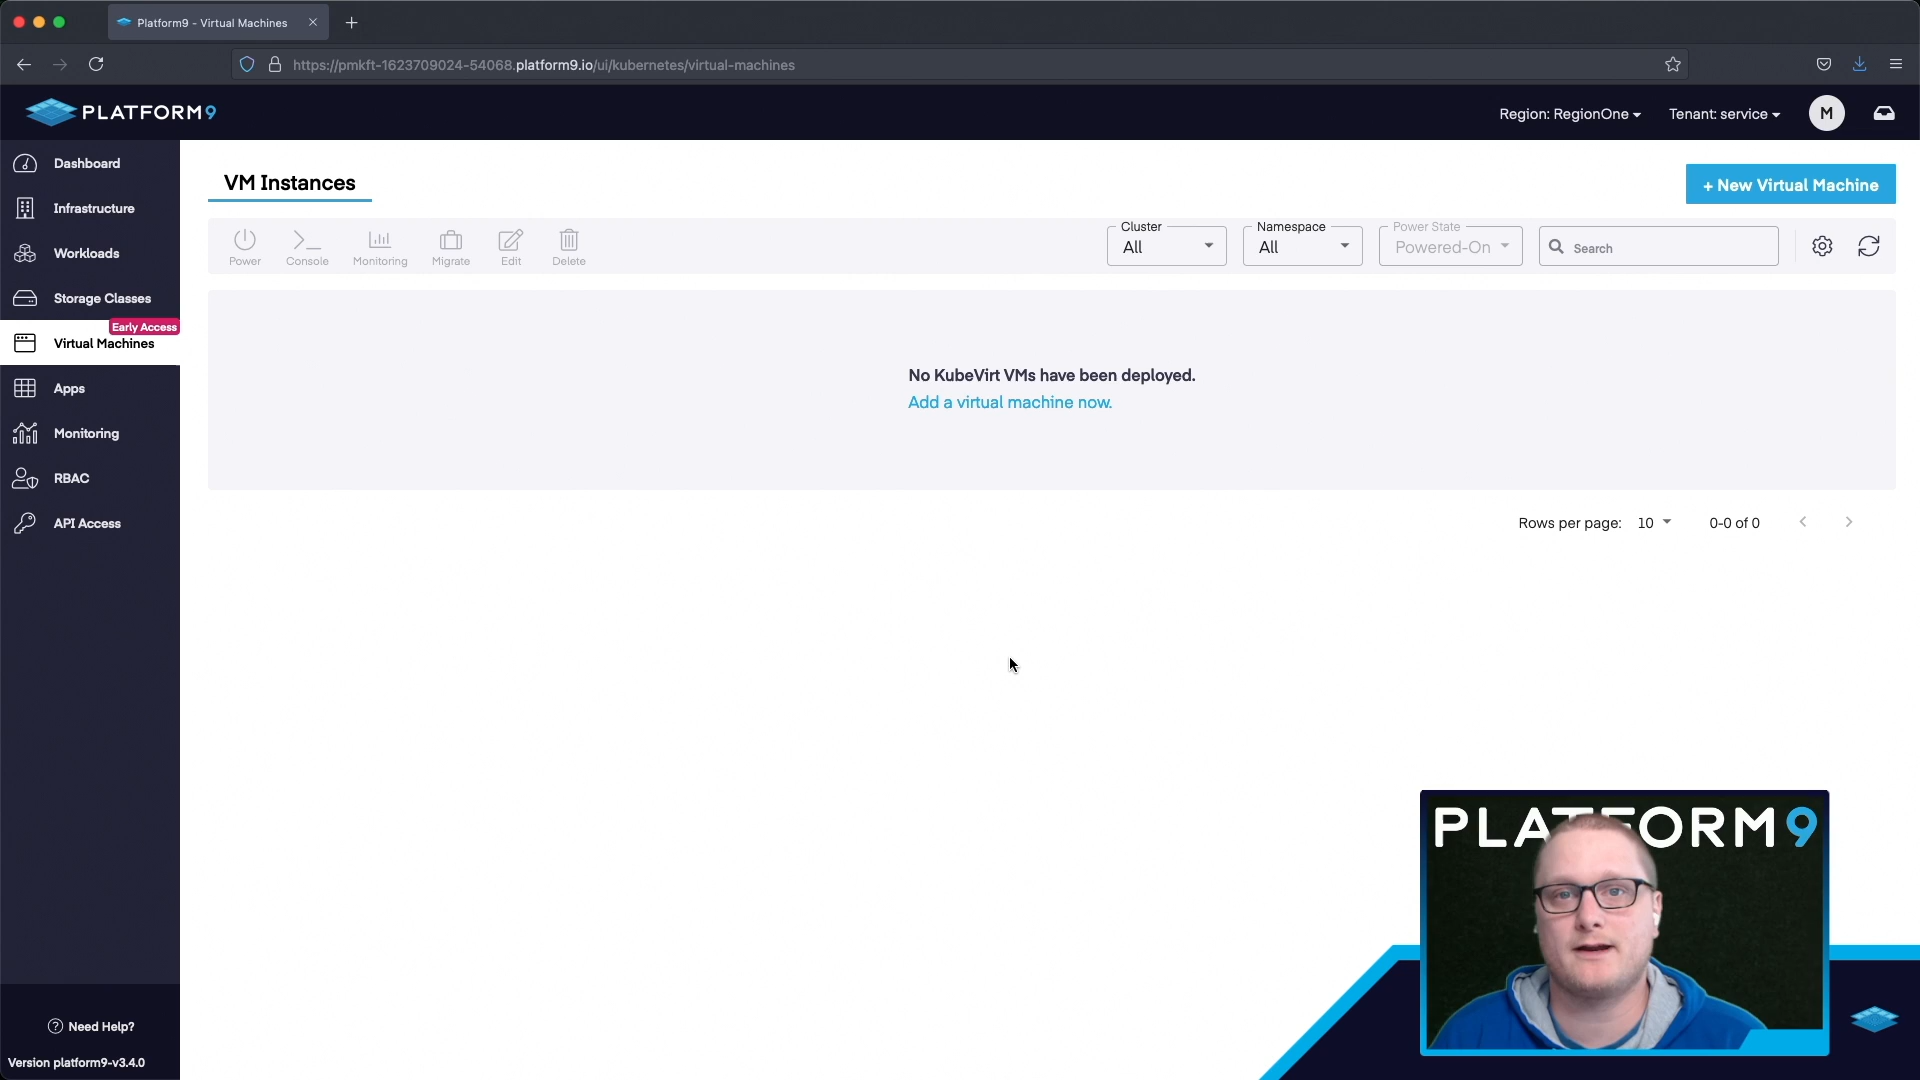 Platform9 - Virtual Machines
https://pmkft-1623709024-54068.platform9.io/ui/kubernetes/virtual-machines
PLATFORM9
Region: RegionOne
Tenant: service
M
Dashboard
Infrastructure
Workloads
Storage Classes
Early Access
Virtual Machines
Apps
Monitoring
RBAC
API Access
Need Help?
Version platform9-v3.4.0
VM Instances
+ New Virtual Machine
Power
Console
Monitoring
Migrate
Edit
Delete
Cluster
All
Namespace
All
Power State
Powered-On
Search
No KubeVirt VMs have been deployed.
Add a virtual machine now.
Rows per page: 10
0-0 of 0
PLATFORM9